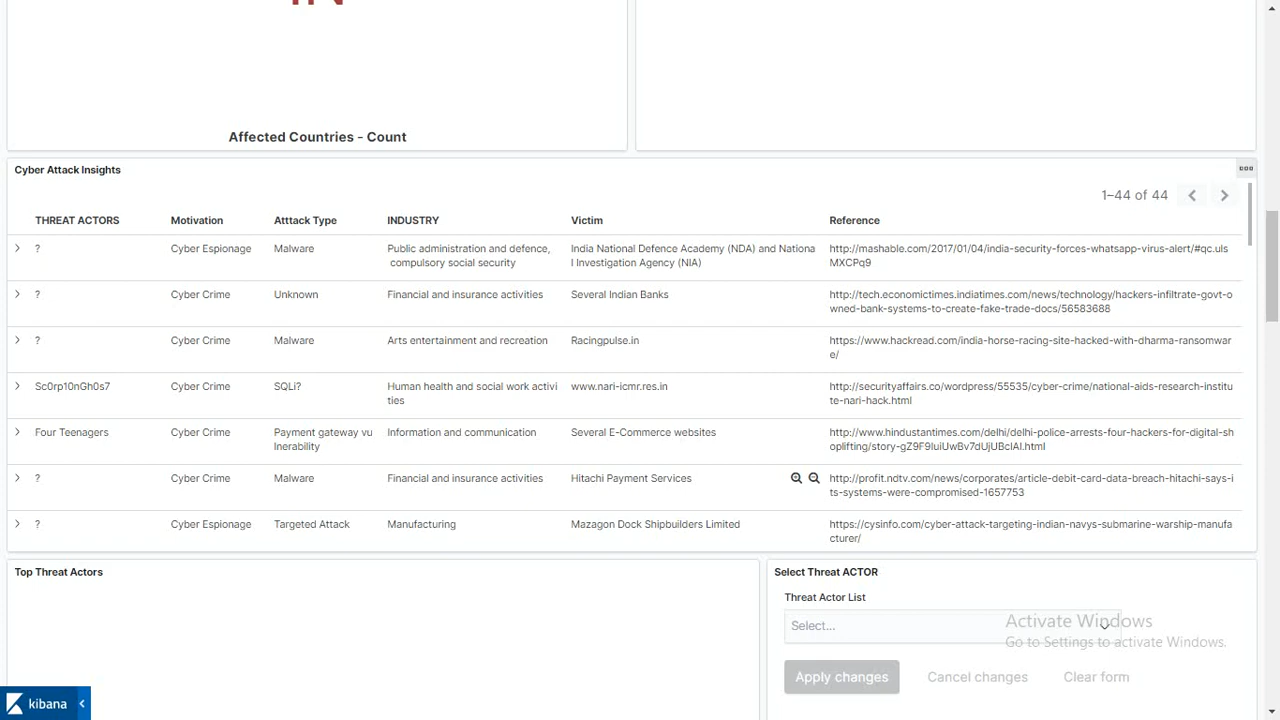 Affected Countries - Count
Cyber Attack Insights
1–44 of 44
THREAT ACTORS Motivation Atttack Type INDUSTRY Victim Reference
? Cyber Espionage Malware Public administration and defence, India National Defence Academy (NDA) and Nationa http://mashable.com/2017/01/04/india-security-forces-whatsapp-virus-alert/#qc.uls
compulsory social security l Investigation Agency (NIA) MXCPq9
? Cyber Crime Unknown Financial and insurance activities Several Indian Banks http://tech.economictimes.indiatimes.com/news/technology/hackers-infiltrate-govt-o
wned-bank-systems-to-create-fake-trade-docs/56583688
? Cyber Crime Malware Arts entertainment and recreation Racingpulse.in https://www.hackread.com/india-horse-racing-site-hacked-with-dharma-ransomwar
e/
Sc0rp10nGh0s7 Cyber Crime SQLi? Human health and social work activi www.nari-icmr.res.in http://securityaffairs.co/wordpress/55535/cyber-crime/national-aids-research-institu
ties te-nari-hack.html
Four Teenagers Cyber Crime Payment gateway vu Information and communication Several E-Commerce websites http://www.hindustantimes.com/delhi/delhi-police-arrests-four-hackers-for-digital-sh
lnerability oplifting/story-gZ9F9luiUwBv7dUjUBcIAI.html
? Cyber Crime Malware Financial and insurance activities Hitachi Payment Services http://profit.ndtv.com/news/corporates/article-debit-card-data-breach-hitachi-says-i
ts-systems-were-compromised-1657753
? Cyber Espionage Targeted Attack Manufacturing Mazagon Dock Shipbuilders Limited https://cysinfo.com/cyber-attack-targeting-indian-navys-submarine-warship-manufa
cturer/
Top Threat Actors
Select Threat ACTOR
Threat Actor List
Select...
Activate Windows
Go to Settings to activate Windows.
Apply changes Cancel changes Clear form
kibana